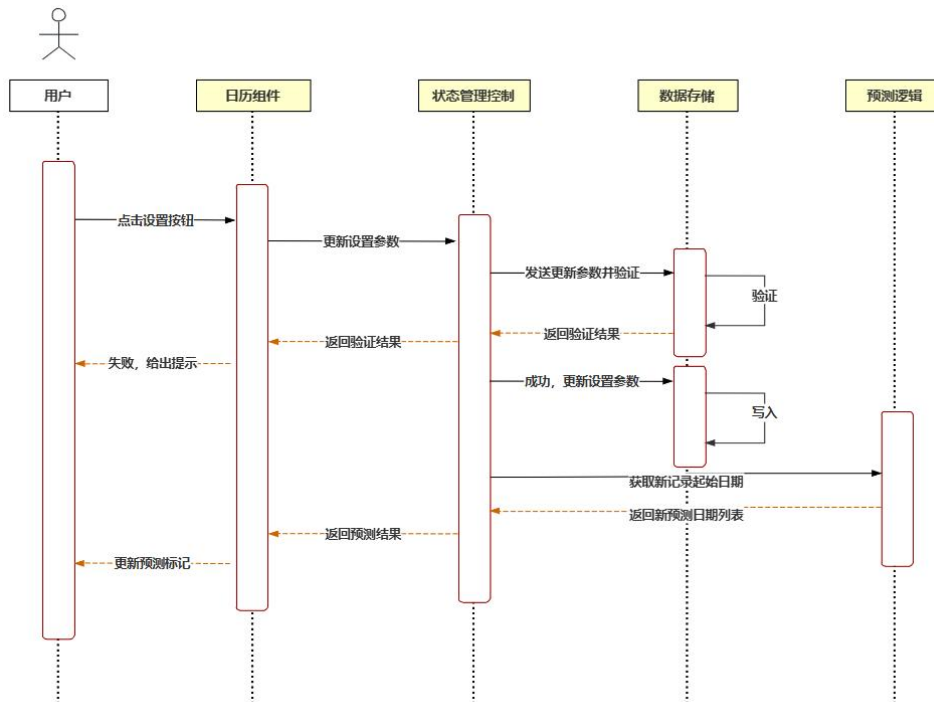 用户
日历组件
状态管理控制
数据存储
预测逻辑
点击设置按钮
更新设置参数
发送更新参数并验证
验证
返回验证结果
返回验证结果
失败，给出提示
成功，更新设置参数
写入
获取新记录起始日期
返回新预测日期列表
返回预测结果
更新预测标记